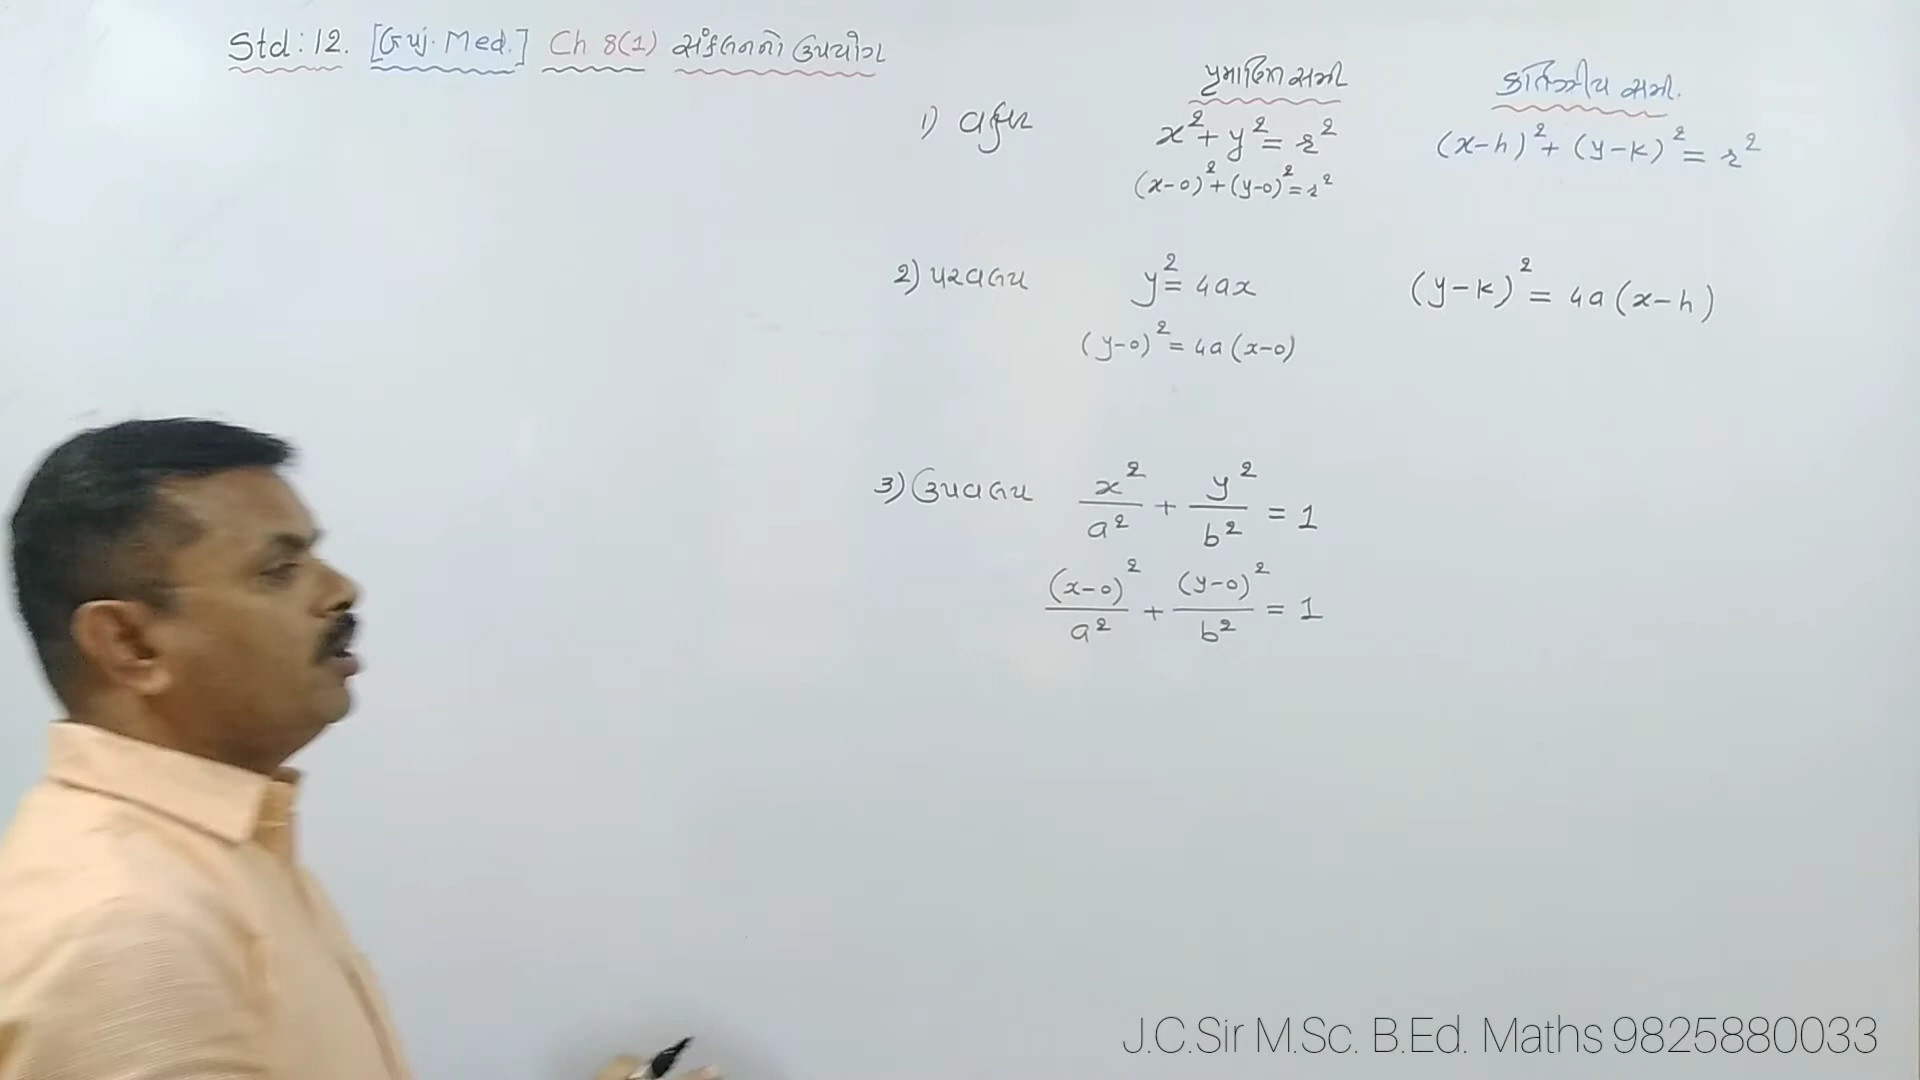 Std : 12. [Guj. Med.] Ch 8(1) સંકલનનો ઉપયોગ
પ્રમાણિત સમી
કાર્તેઝીય સમી.
1) વર્તુળ
x² + y² = r²
(x-h)² + (y-k)² = r²
(x-0)² + (y-0)² = r²
2) પરવલય
y² = 4ax
(y-k)² = 4a(x-h)
(y-0)² = 4a(x-0)
3) ઉપવલય
x²/a² + y²/b² = 1
(x-0)²/a² + (y-0)²/b² = 1
J.C.Sir M.Sc. B.Ed. Maths 9825880033